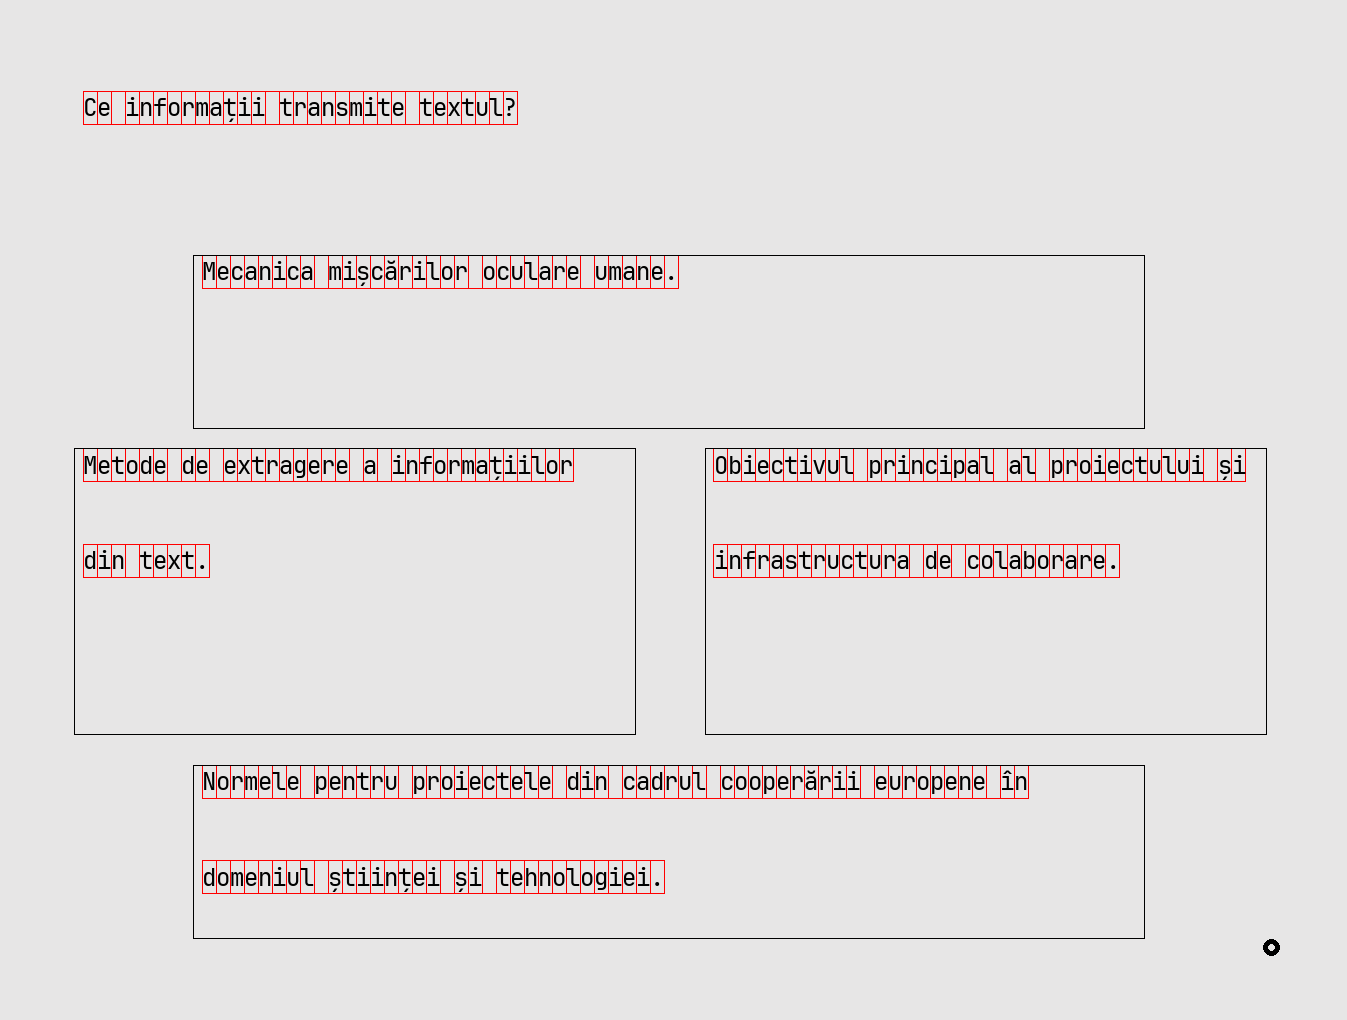 Ce informații transmite textul?
Mecanica mișcărilor oculare umane.
Metode de extragere a informațiilor
din text.
Obiectivul principal al proiectului și
infrastructura de colaborare.
Normele pentru proiectele din cadrul cooperării europene în
domeniul științei și tehnologiei.